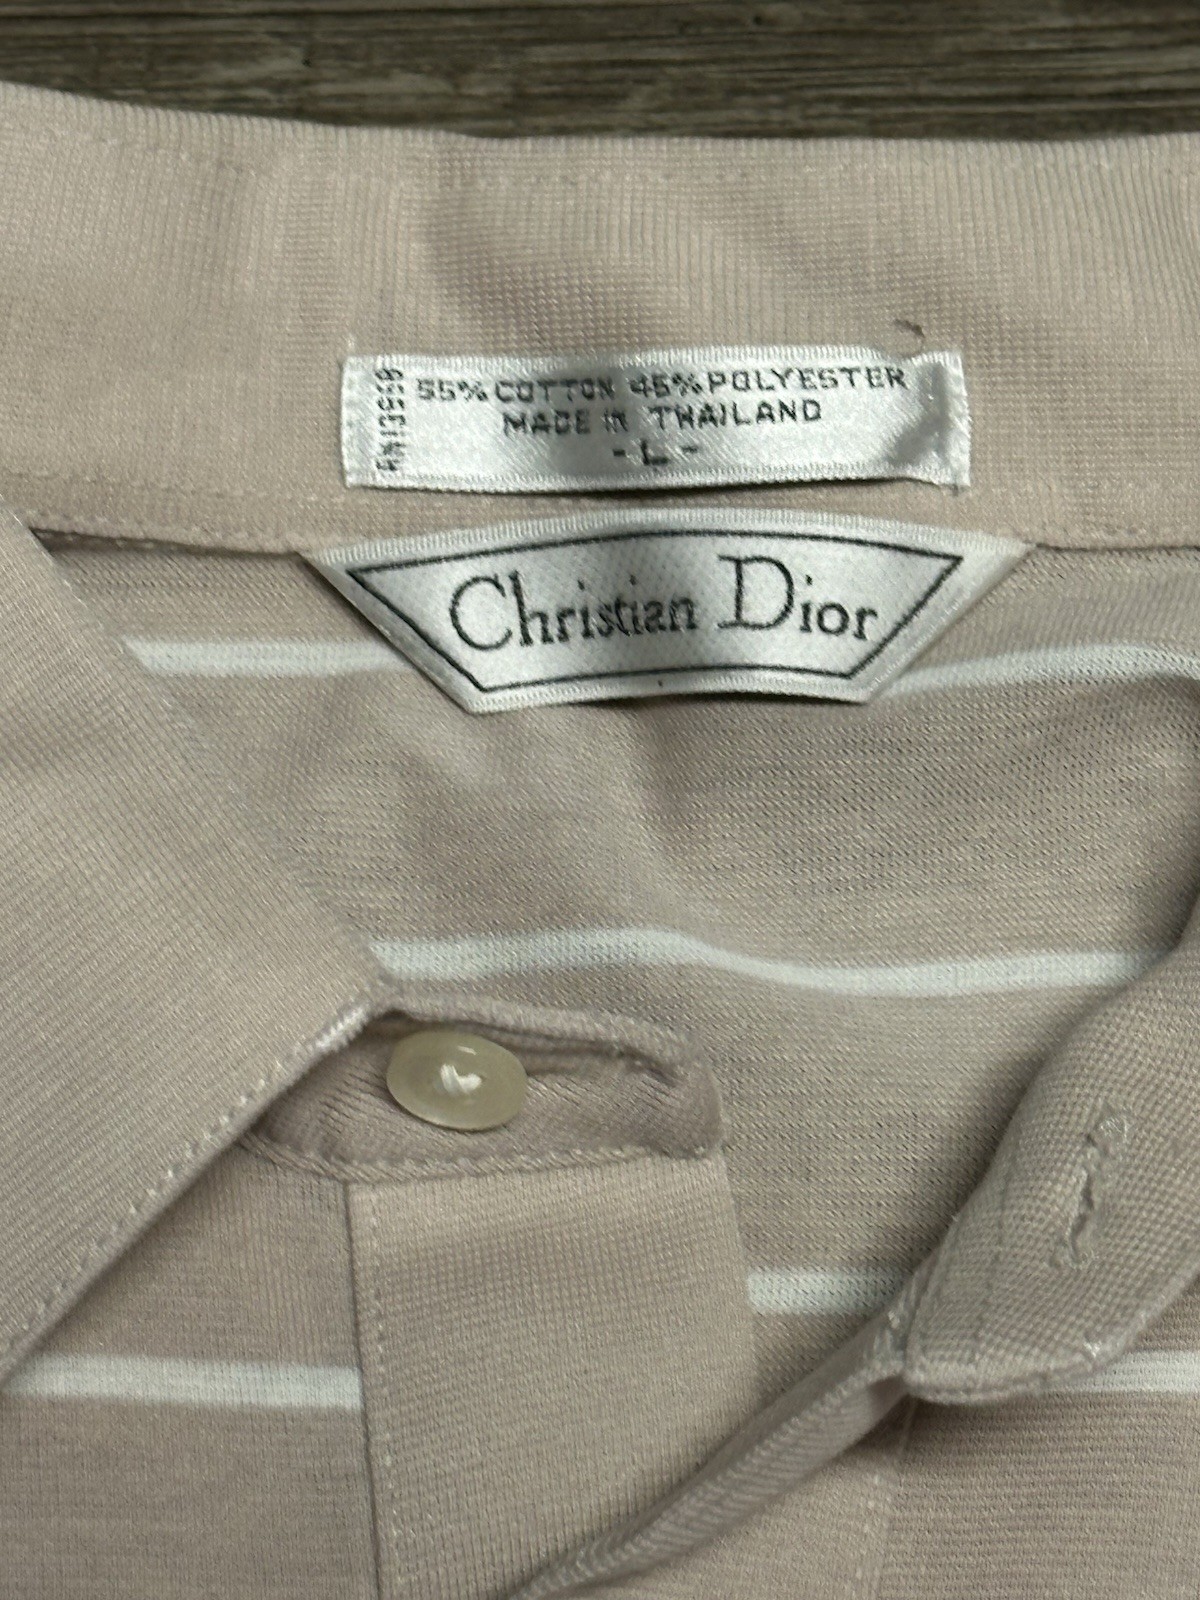 55% COTTON 45% POLYESTER
MADE IN THAILAND
- L -
Christian Dior